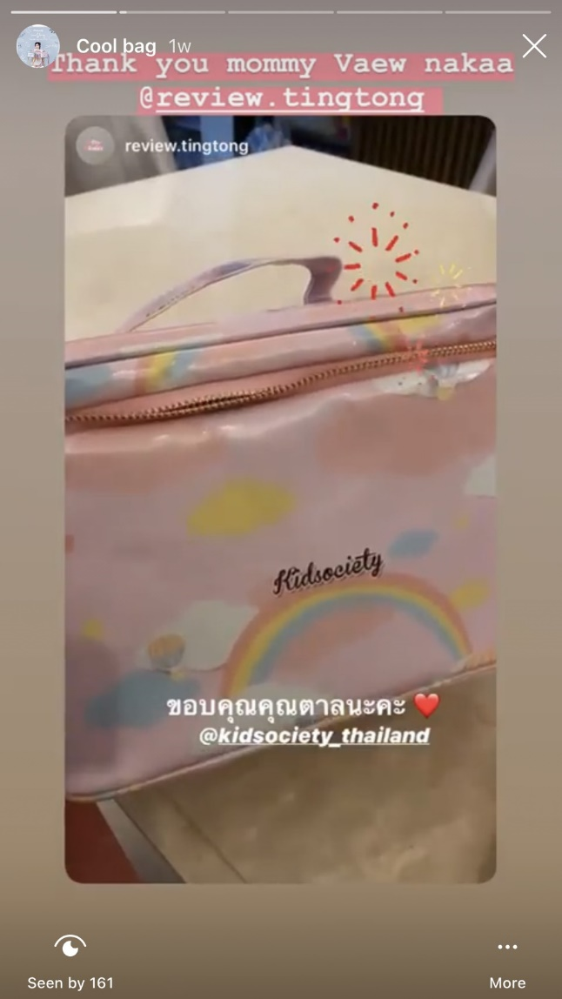 Cool bag 1w
Thank you mommy Vaew nakaa
@review.tingtong
review.tingtong
Kidsociety
ขอบคุณคุณตาลนะคะ ❤️
@kidsociety_thailand
Seen by 161
More